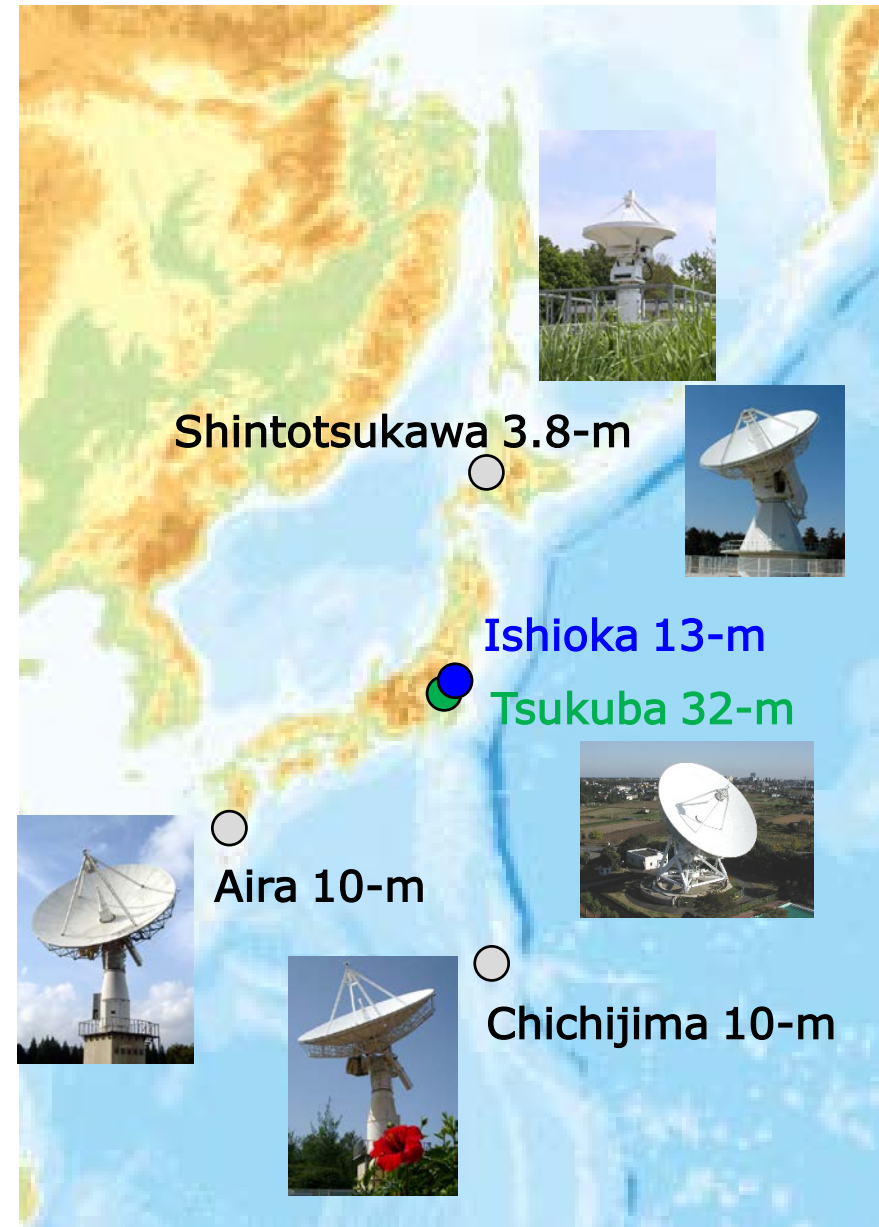 Shintotsukawa 3.8-m
Ishioka 13-m
Tsukuba 32-m
Aira 10-m
Chichijima 10-m